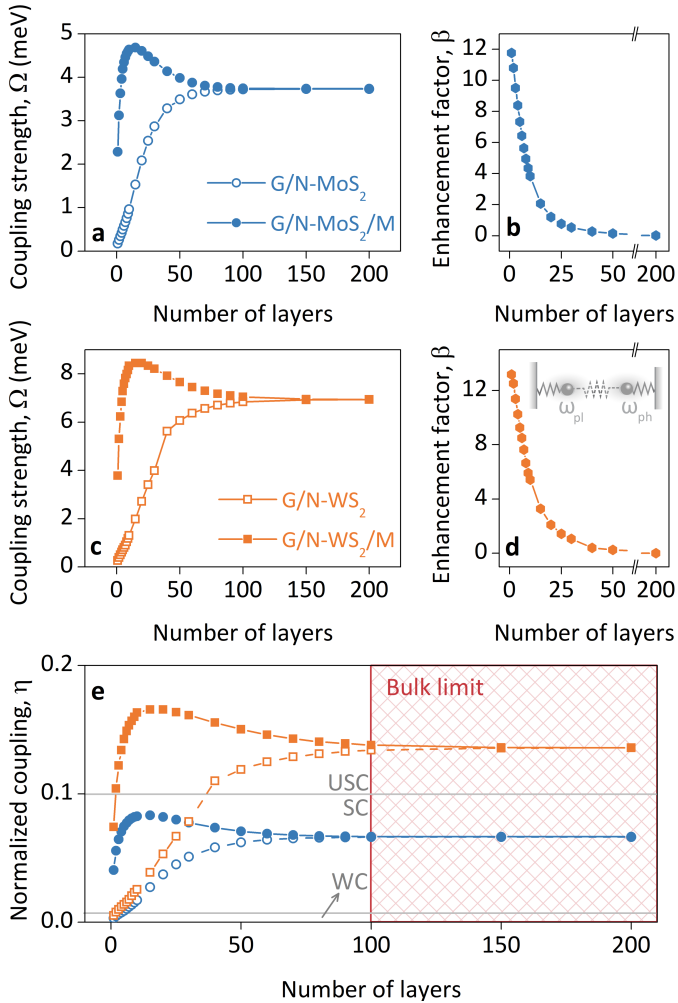 Coupling strength, Ω (meV)
5
4
3
2
1
0
a
G/N-MoS₂
G/N-MoS₂/M
0 50 100 150 200
Number of layers
Enhancement factor, β
12
10
8
6
4
2
0
b
0 25 50 200
Number of layers
Coupling strength, Ω (meV)
8
6
4
2
0
c
G/N-WS₂
G/N-WS₂/M
0 50 100 150 200
Number of layers
Enhancement factor, β
12
8
4
0
d
ω_pl ω_ph
0 25 50 200
Number of layers
Normalized coupling, η
0.2
0.1
0.0
e
Bulk limit
USC
SC
WC
0 50 100 150 200
Number of layers